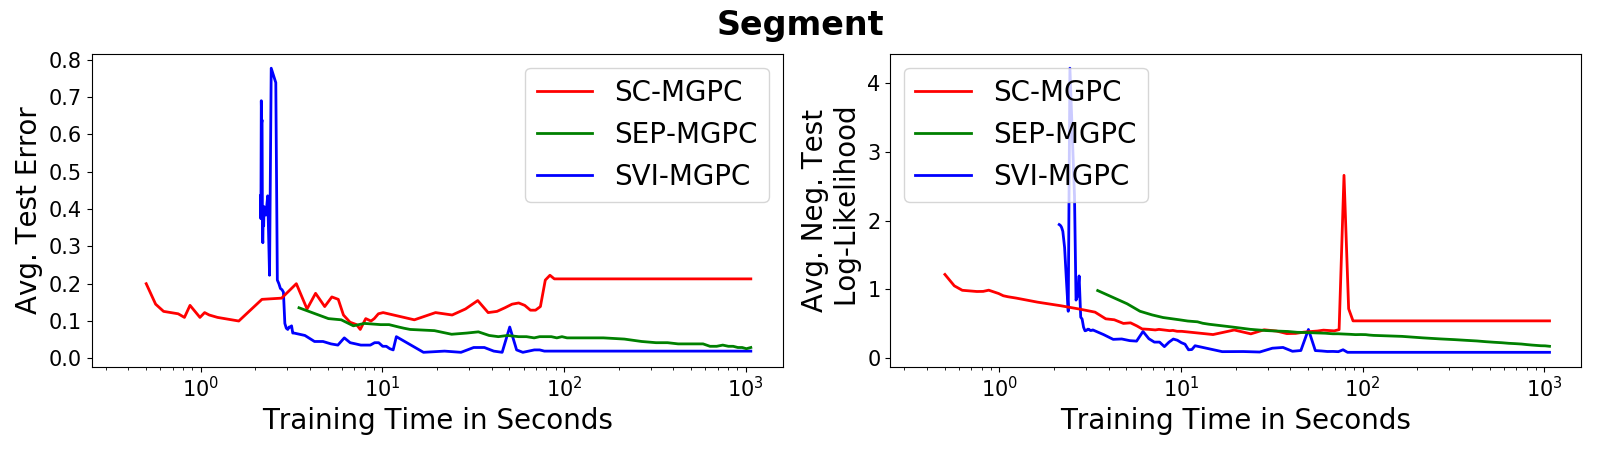 Segment
Avg. Test Error
0.8
0.7
0.6
0.5
0.4
0.3
0.2
0.1
0.0
SC-MGPC
SEP-MGPC
SVI-MGPC
10^0
10^1
10^2
10^3
Training Time in Seconds
Avg. Neg. Test
Log-Likelihood
4
3
2
1
0
SC-MGPC
SEP-MGPC
SVI-MGPC
10^0
10^1
10^2
10^3
Training Time in Seconds